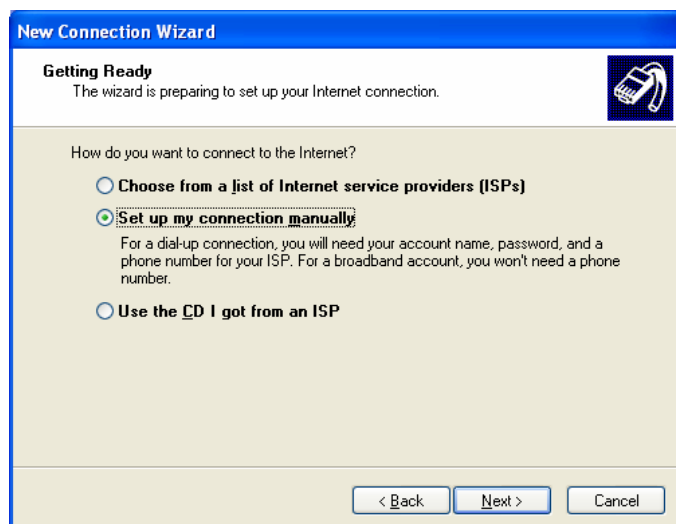 New Connection Wizard
Getting Ready
The wizard is preparing to set up your Internet connection.
How do you want to connect to the Internet?
Choose from a list of Internet service providers (ISPs)
Set up my connection manually
For a dial-up connection, you will need your account name, password, and a
phone number for your ISP. For a broadband account, you won't need a phone
number.
Use the CD I got from an ISP
< Back Next > Cancel